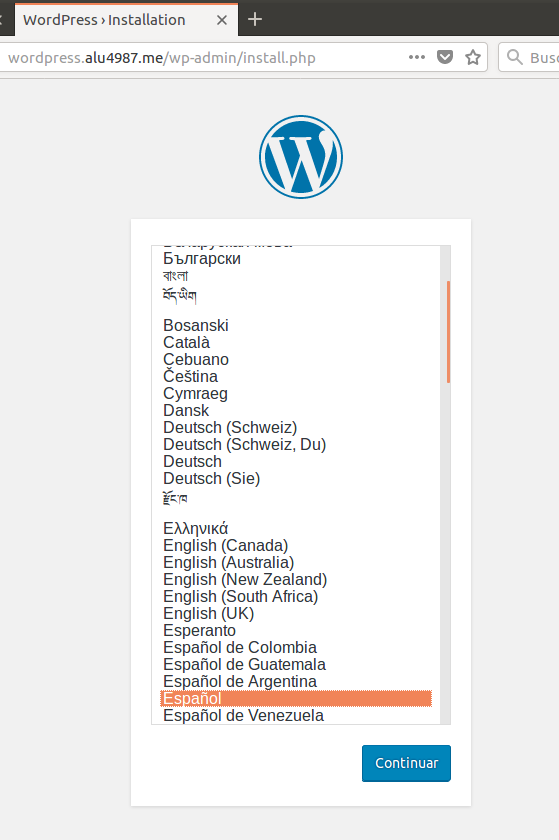 WordPress › Installation
wordpress.alu4987.me/wp-admin/install.php
Busc
Български
বাংলা
བོད་ཡིག
Bosanski
Català
Cebuano
Čeština
Cymraeg
Dansk
Deutsch (Schweiz)
Deutsch (Schweiz, Du)
Deutsch
Deutsch (Sie)
རྫོང་ཁ
Ελληνικά
English (Canada)
English (Australia)
English (New Zealand)
English (South Africa)
English (UK)
Esperanto
Español de Colombia
Español de Guatemala
Español de Argentina
Español
Español de Venezuela
Continuar